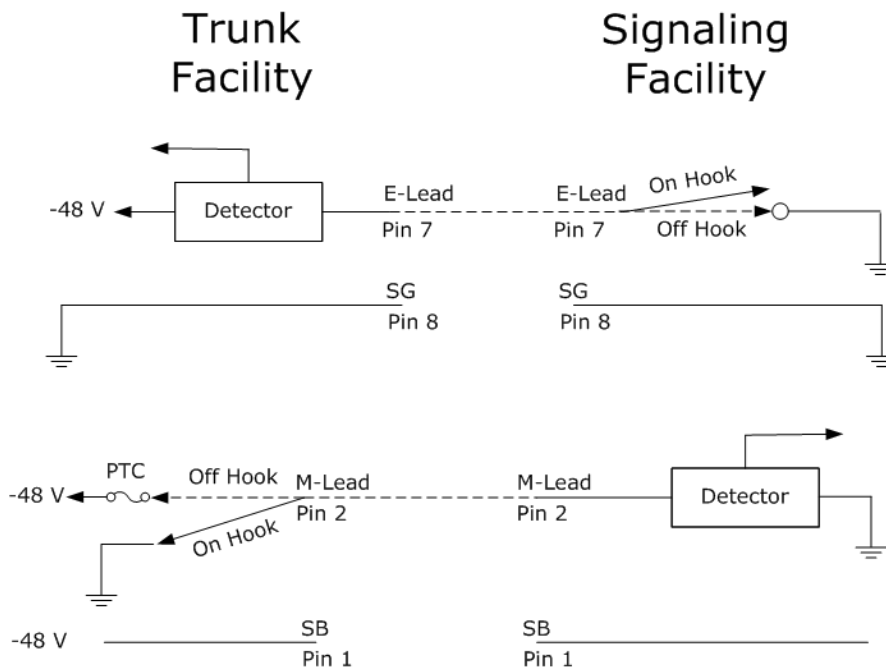 Trunk
Facility
Signaling
Facility
-48 V
Detector
E-Lead
Pin 7
E-Lead
Pin 7
On Hook
Off Hook
SG
Pin 8
SG
Pin 8
PTC
-48 V
Off Hook
On Hook
M-Lead
Pin 2
M-Lead
Pin 2
Detector
-48 V
SB
Pin 1
SB
Pin 1